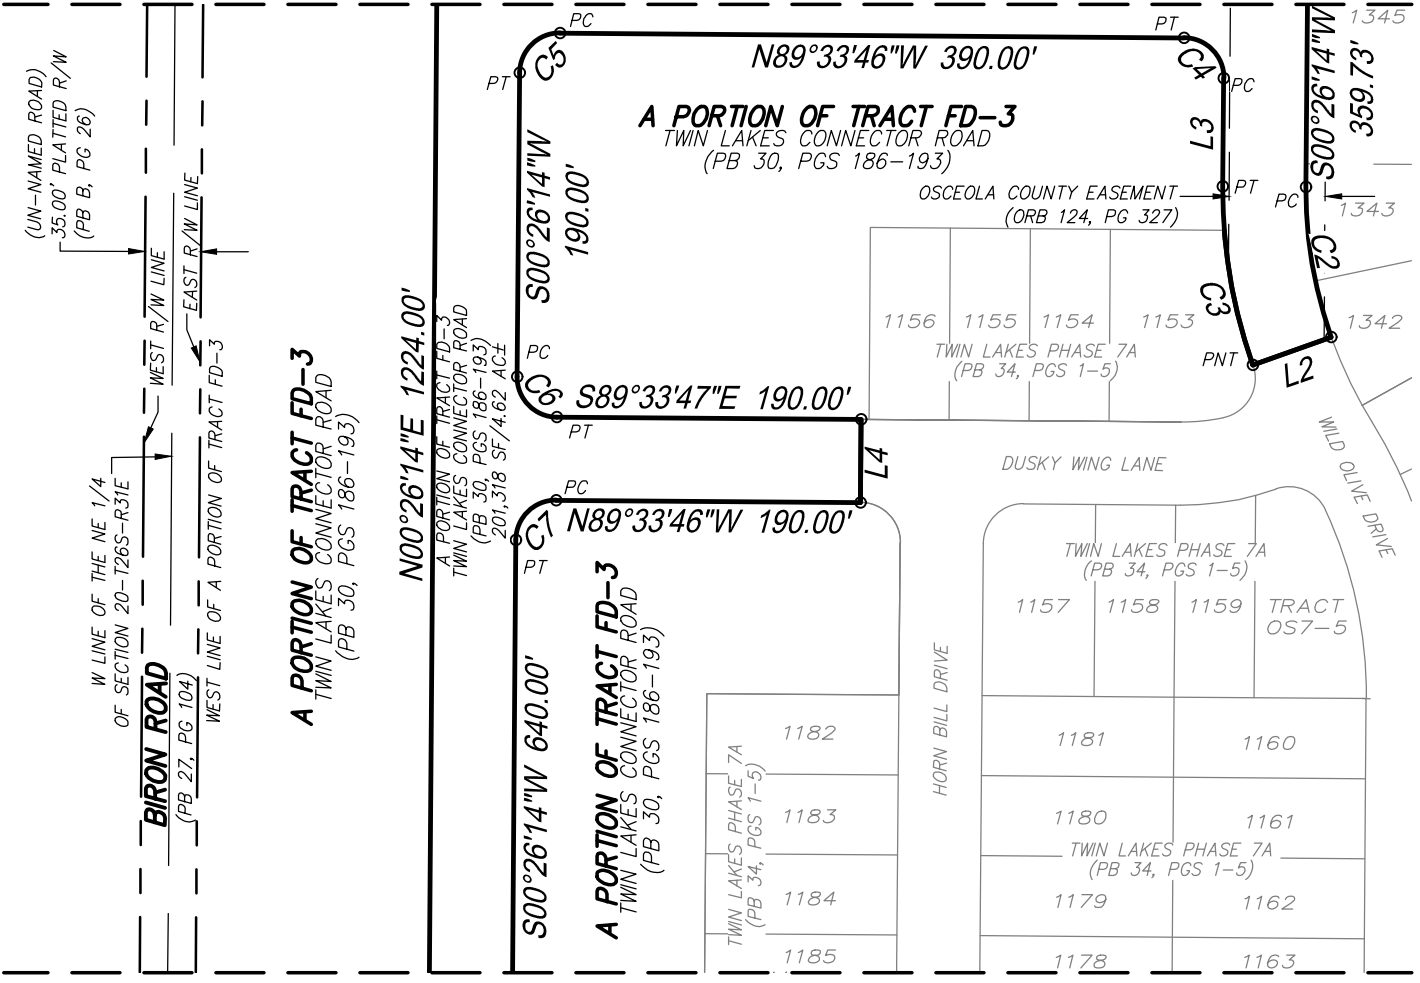 (UN-NAMED ROAD)
35.00' PLATTED R/W
(PB B, PG 26)
WEST R/W LINE
EAST R/W LINE
W LINE OF THE NE 1/4
OF SECTION 20-T26S-R31E
BIRON ROAD
(PB 27, PG 104)
WEST LINE OF A PORTION OF TRACT FD-3
A PORTION OF TRACT FD-3
TWIN LAKES CONNECTOR ROAD
(PB 30, PGS 186-193)
N00°26'14"E 1224.00'
A PORTION OF TRACT FD-3
TWIN LAKES CONNECTOR ROAD
(PB 30, PGS 186-193)
201,318 SF/4.62 AC±
PC
C5
PT
N89°33'46"W 390.00'
PT
C4
PC
A PORTION OF TRACT FD-3
TWIN LAKES CONNECTOR ROAD
(PB 30, PGS 186-193)
L3
S00°26'14"W
359.73'
1345
S00°26'14"W
190.00'
OSCEOLA COUNTY EASEMENT
(ORB 124, PG 327)
PT
PC
1343
C2
C3
1156
1155
1154
1153
1342
TWIN LAKES PHASE 7A
(PB 34, PGS 1-5)
PNT
L2
PC
C6
S89°33'47"E 190.00'
PT
L4
DUSKY WING LANE
WILD OLIVE DRIVE
PC
C7
N89°33'46"W 190.00'
PT
TWIN LAKES PHASE 7A
(PB 34, PGS 1-5)
1157
1158
1159
TRACT
OS7-5
A PORTION OF TRACT FD-3
TWIN LAKES CONNECTOR ROAD
(PB 30, PGS 186-193)
S00°26'14"W 640.00'
HORN BILL DRIVE
1182
1181
1160
TWIN LAKES PHASE 7A
(PB 34, PGS 1-5)
1183
1180
1161
TWIN LAKES PHASE 7A
(PB 34, PGS 1-5)
1184
1179
1162
1185
1178
1163